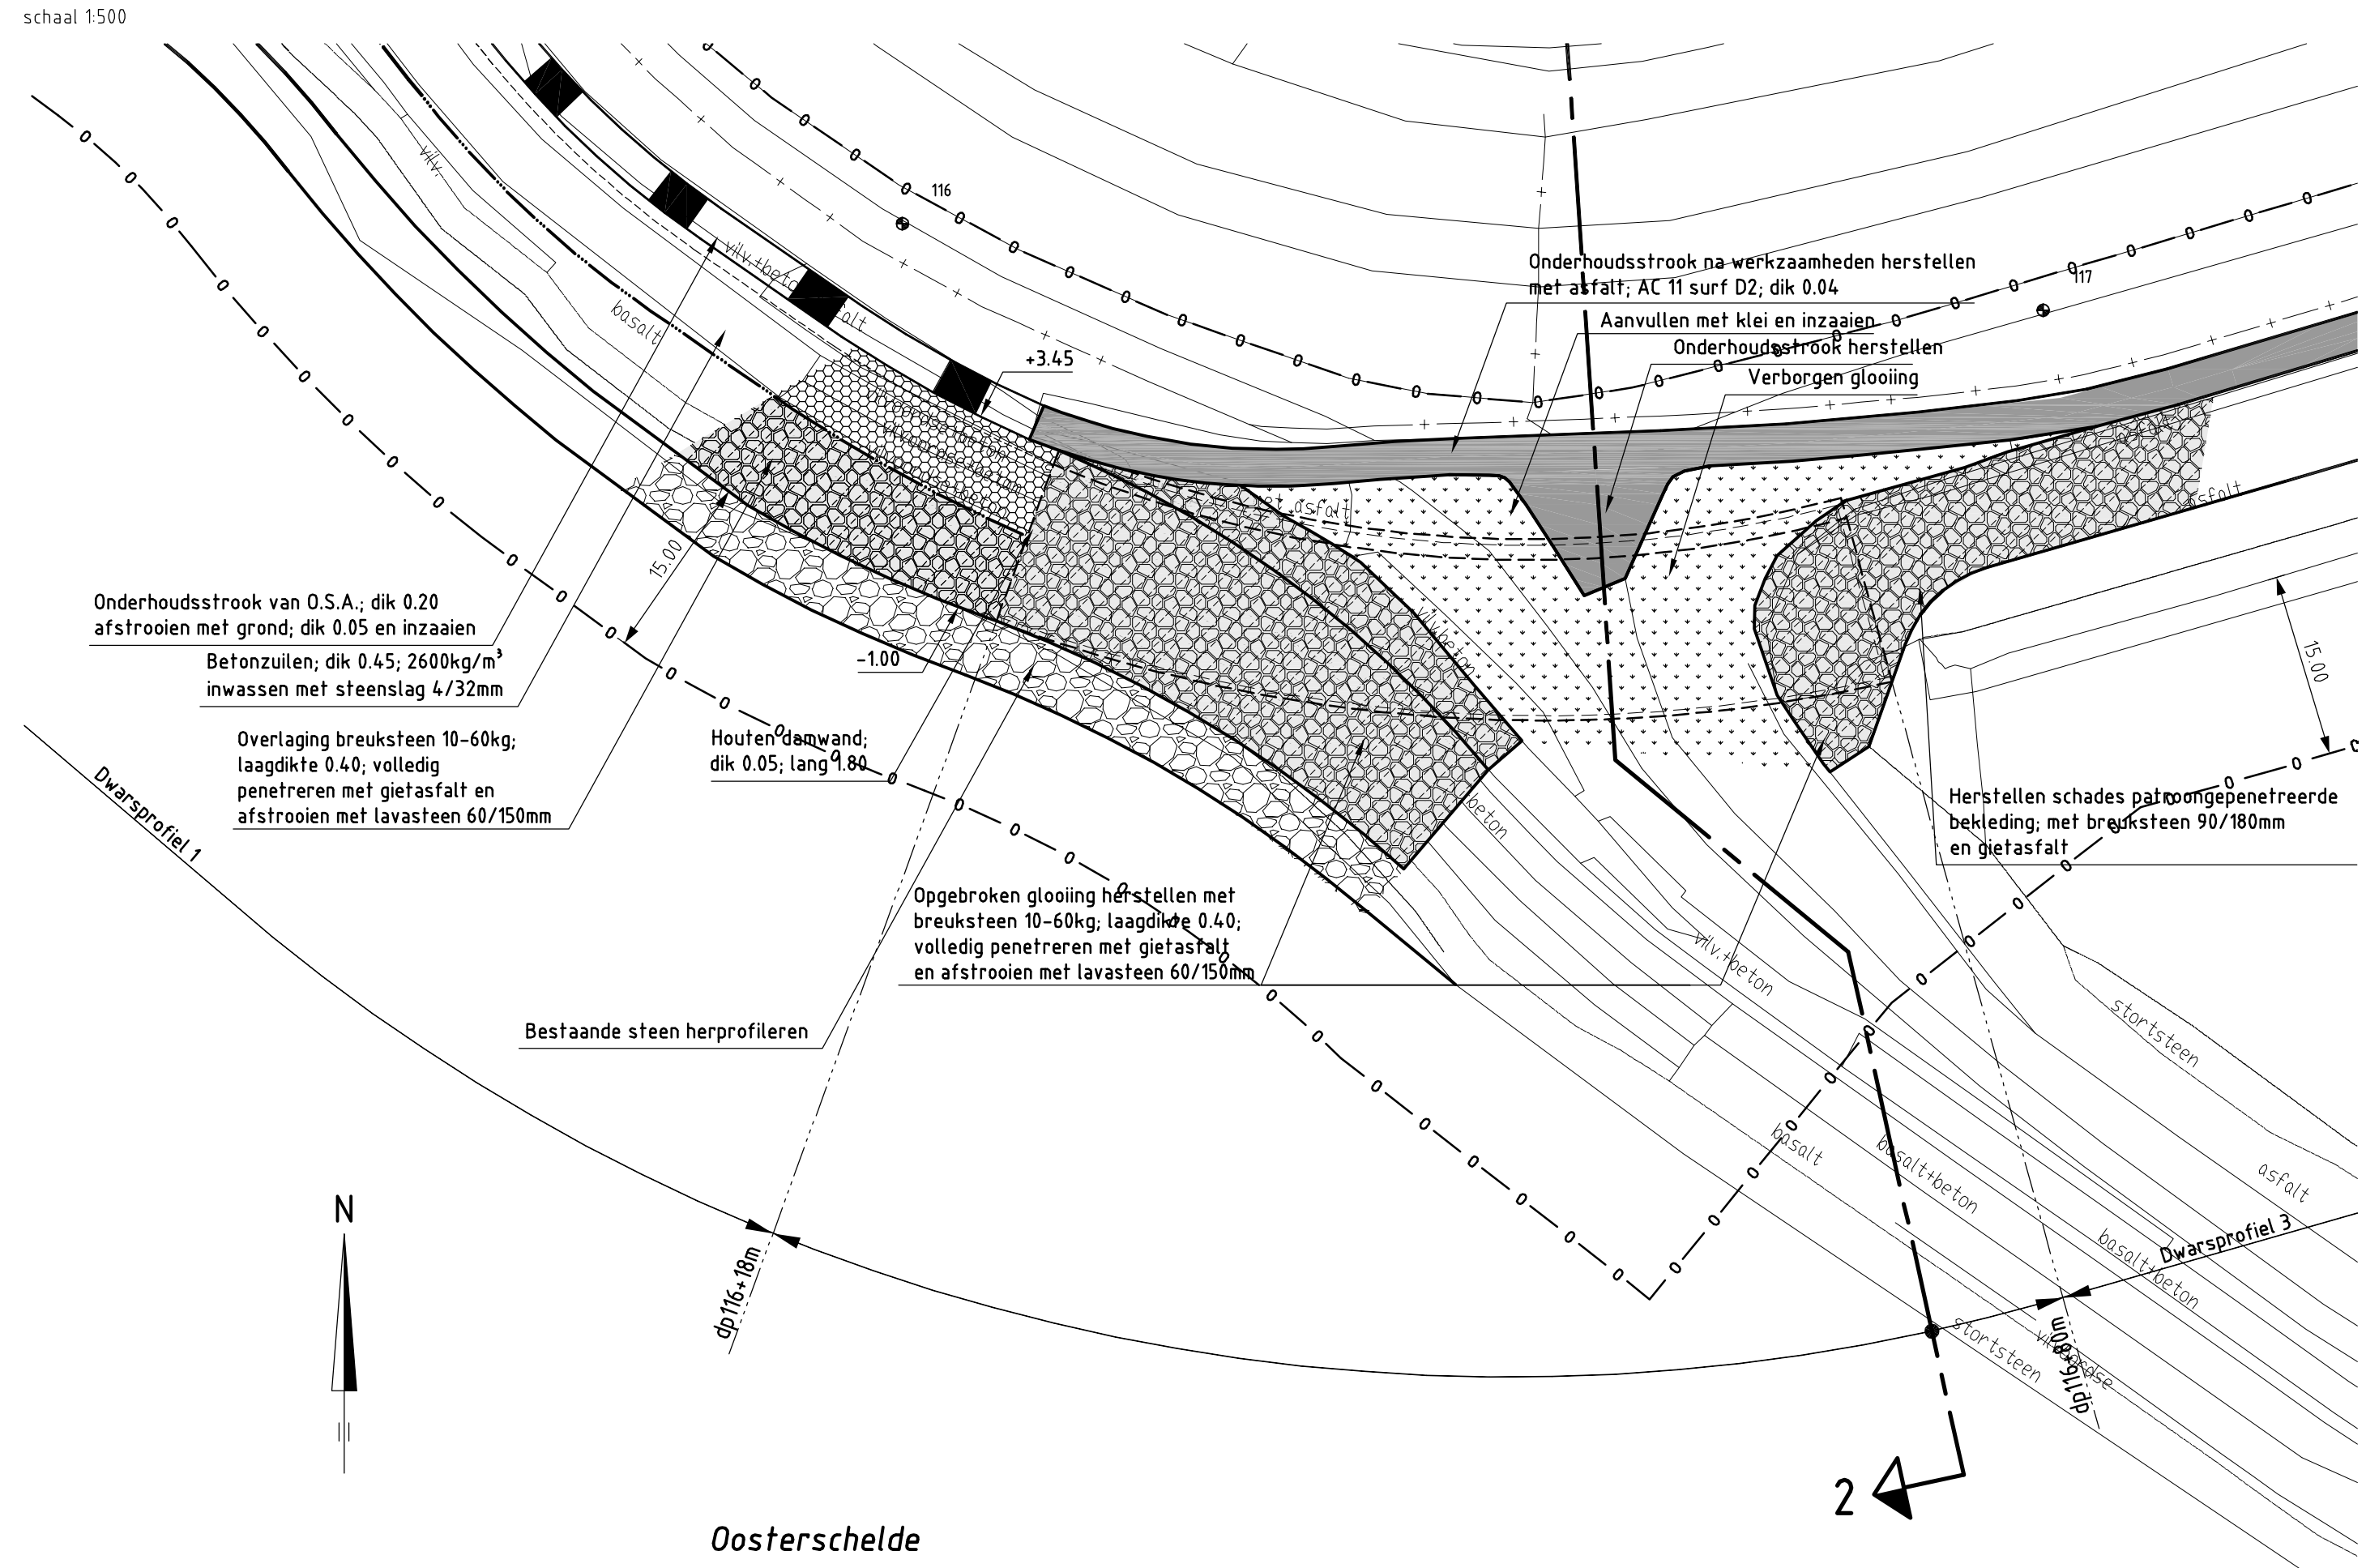 schaal 1:500
116
117
vilv.
basalt
+3.45
Onderhoudsstrook na werkzaamheden herstellen
met asfalt; AC 11 surf D2; dik 0.04
Aanvullen met klei en inzaaien
Onderhoudsstrook herstellen
Verborgen glooiing
asfalt
asfalt
asfalt
15.00
15.00
Onderhoudsstrook van O.S.A.; dik 0.20
afstrooien met grond; dik 0.05 en inzaaien
Betonzuilen; dik 0.45; 2600kg/m³
inwassen met steenslag 4/32mm
Overlaging breuksteen 10-60kg;
laagdikte 0.40; volledig
penetreren met gietasfalt en
afstrooien met lavasteen 60/150mm
-1.00
Houten damwand;
dik 0.05; lang 1.80
vilv.+beton
beton
Dwarsprofiel 1
Herstellen schades patroongepenetreerde
bekleding; met breuksteen 90/180mm
en gietasfalt
Opgebroken glooiing herstellen met
breuksteen 10-60kg; laagdikte 0.40;
volledig penetreren met gietasfalt
en afstrooien met lavasteen 60/150mm
vilv.+beton
Bestaande steen herprofileren
stortsteen
basalt
basalt+beton
asfalt
basalt+beton
Dwarsprofiel 3
N
dp116+18m
stortsteen
dp116+80m
2
Oosterschelde